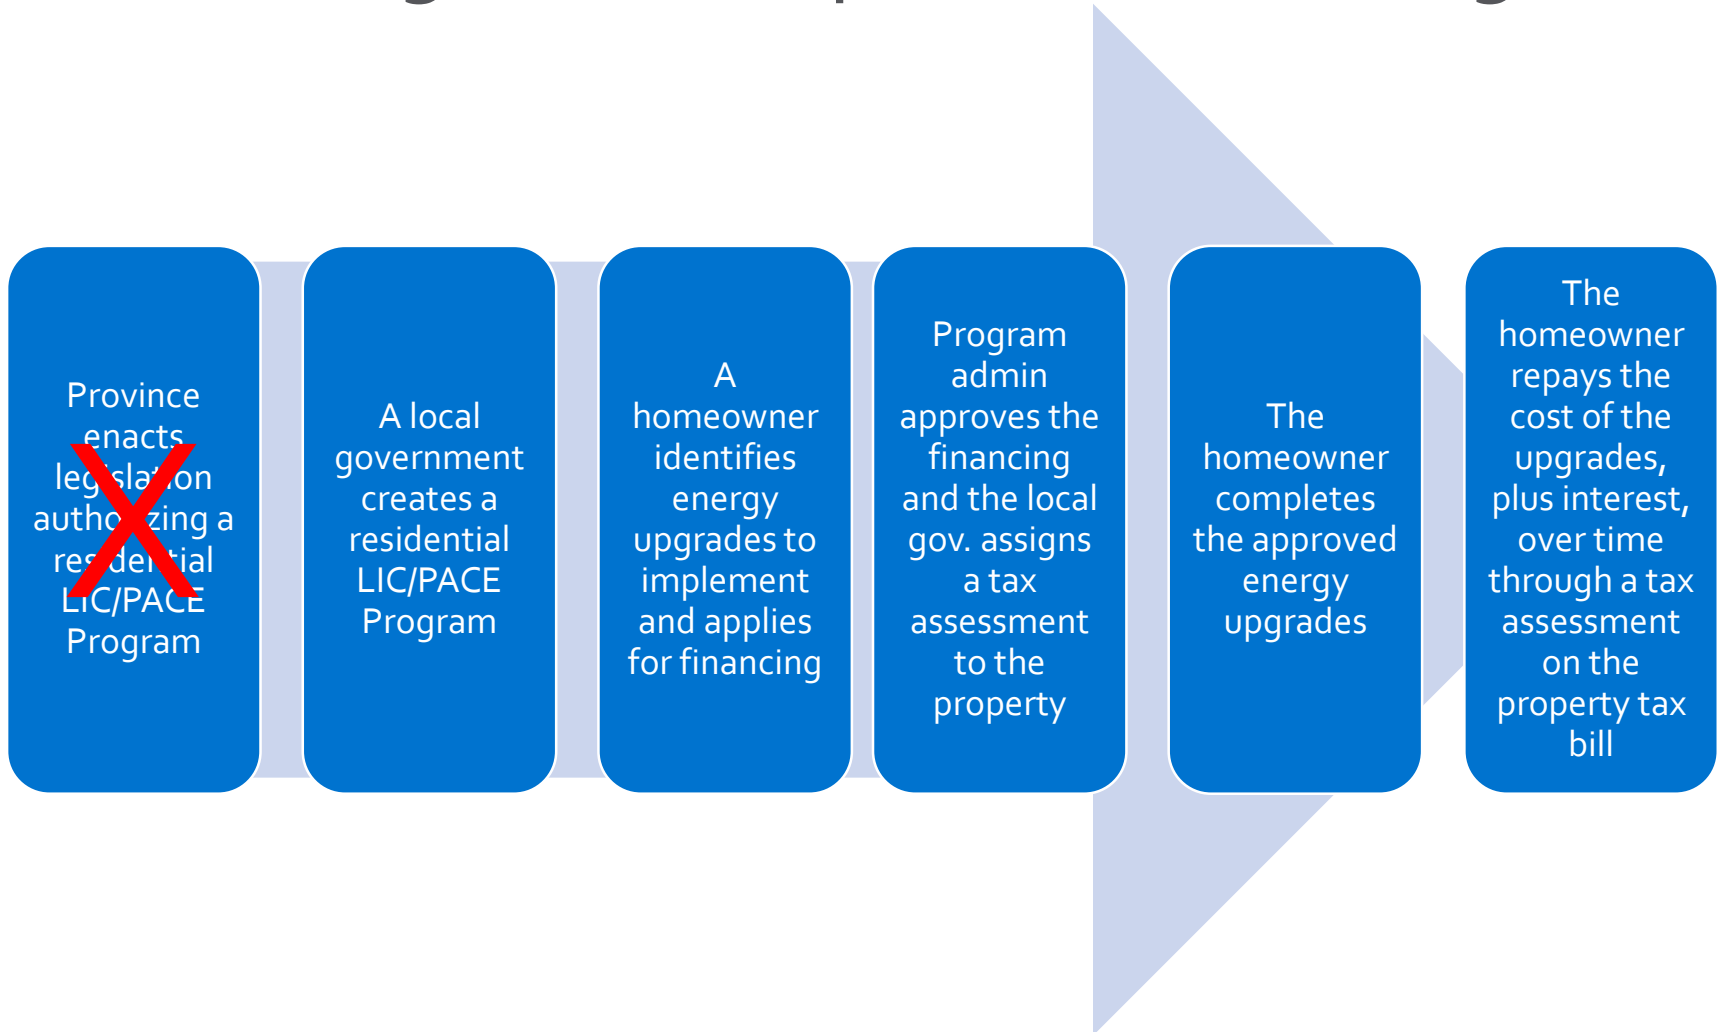 Province
enacts
legislation
authorizing a
residential
LIC/PACE
Program
A local
government
creates a
residential
LIC/PACE
Program
A
homeowner
identifies
energy
upgrades to
implement
and applies
for financing
Program
admin
approves the
financing
and the local
gov. assigns
a tax
assessment
to the
property
The
homeowner
completes
the approved
energy
upgrades
The
homeowner
repays the
cost of the
upgrades,
plus interest,
over time
through a tax
assessment
on the
property tax
bill